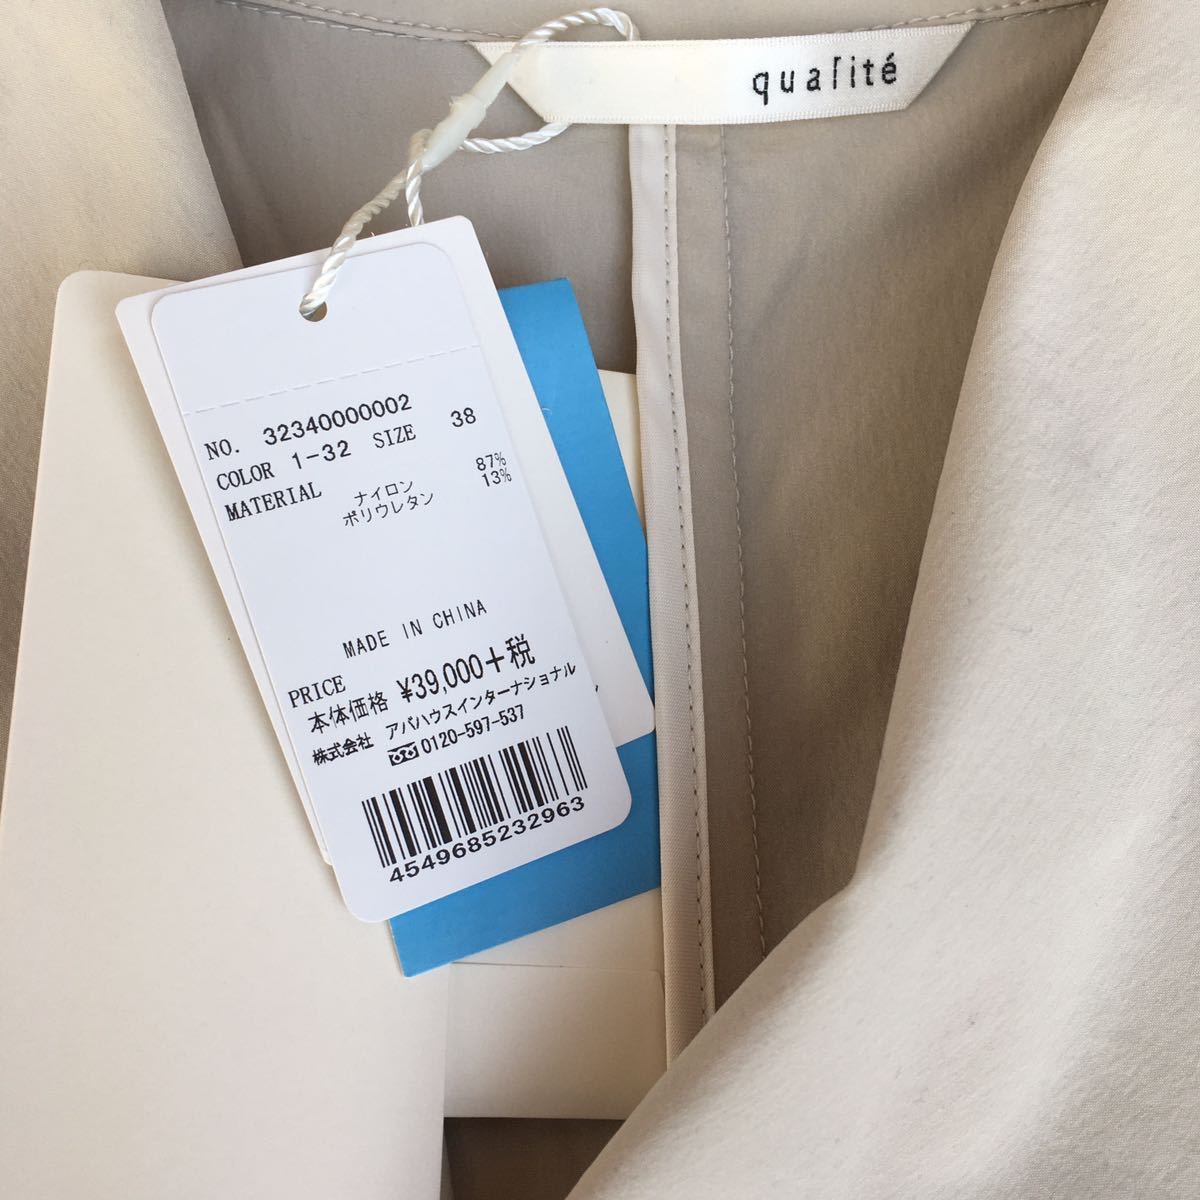 qualité
NO. 32340000002
COLOR 1-32 SIZE 38
MATERIAL ナイロン 87%
ポリウレタン 13%
MADE IN CHINA
PRICE
本体価格 ¥39,000+税
株式会社 アバハウスインターナショナル
0120-597-537
4549685232963